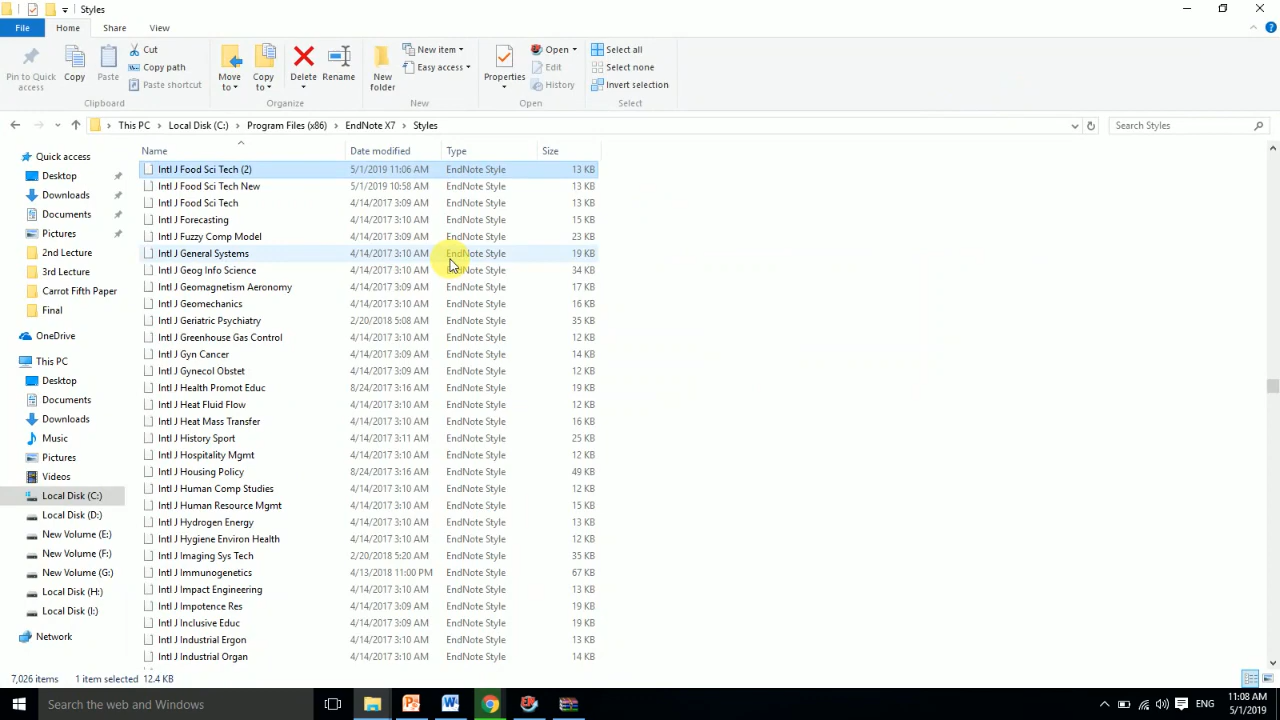 Styles
File Home Share View
Pin to Quick access
Copy
Paste
Cut
Copy path
Paste shortcut
Clipboard
Move to
Copy to
Delete
Rename
Organize
New folder
New item
Easy access
New
Properties
Open
Edit
History
Open
Select all
Select none
Invert selection
Select
This PC Local Disk (C:) Program Files (x86) EndNote X7 Styles
Search Styles
Name Date modified Type Size
Intl J Food Sci Tech (2) 5/1/2019 11:06 AM EndNote Style 13 KB
Intl J Food Sci Tech New 5/1/2019 10:58 AM EndNote Style 13 KB
Intl J Food Sci Tech 4/14/2017 3:09 AM EndNote Style 13 KB
Intl J Forecasting 4/14/2017 3:10 AM EndNote Style 15 KB
Intl J Fuzzy Comp Model 4/14/2017 3:09 AM EndNote Style 23 KB
Intl J General Systems 4/14/2017 3:10 AM EndNote Style 19 KB
Intl J Geog Info Science 4/14/2017 3:10 AM EndNote Style 34 KB
Intl J Geomagnetism Aeronomy 4/14/2017 3:09 AM EndNote Style 17 KB
Intl J Geomechanics 4/14/2017 3:10 AM EndNote Style 16 KB
Intl J Geriatric Psychiatry 2/20/2018 5:08 AM EndNote Style 35 KB
Intl J Greenhouse Gas Control 4/14/2017 3:10 AM EndNote Style 12 KB
Intl J Gyn Cancer 4/14/2017 3:09 AM EndNote Style 14 KB
Intl J Gynecol Obstet 4/14/2017 3:09 AM EndNote Style 12 KB
Intl J Health Promot Educ 8/24/2017 3:16 AM EndNote Style 19 KB
Intl J Heat Fluid Flow 4/14/2017 3:10 AM EndNote Style 12 KB
Intl J Heat Mass Transfer 4/14/2017 3:10 AM EndNote Style 16 KB
Intl J History Sport 4/14/2017 3:11 AM EndNote Style 25 KB
Intl J Hospitality Mgmt 4/14/2017 3:10 AM EndNote Style 12 KB
Intl J Housing Policy 8/24/2017 3:16 AM EndNote Style 49 KB
Intl J Human Comp Studies 4/14/2017 3:10 AM EndNote Style 12 KB
Intl J Human Resource Mgmt 4/14/2017 3:10 AM EndNote Style 15 KB
Intl J Hydrogen Energy 4/14/2017 3:10 AM EndNote Style 13 KB
Intl J Hygiene Environ Health 4/14/2017 3:10 AM EndNote Style 12 KB
Intl J Imaging Sys Tech 2/20/2018 5:20 AM EndNote Style 35 KB
Intl J Immunogenetics 4/13/2018 11:00 PM EndNote Style 67 KB
Intl J Impact Engineering 4/14/2017 3:10 AM EndNote Style 13 KB
Intl J Impotence Res 4/14/2017 3:09 AM EndNote Style 19 KB
Intl J Inclusive Educ 4/14/2017 3:09 AM EndNote Style 19 KB
Intl J Industrial Ergon 4/14/2017 3:10 AM EndNote Style 13 KB
Intl J Industrial Organ 4/14/2017 3:10 AM EndNote Style 14 KB
Quick access
Desktop
Downloads
Documents
Pictures
2nd Lecture
3rd Lecture
Carrot Fifth Paper
Final
OneDrive
This PC
Desktop
Documents
Downloads
Music
Pictures
Videos
Local Disk (C:)
Local Disk (D:)
New Volume (E:)
New Volume (F:)
New Volume (G:)
Local Disk (H:)
Local Disk (I:)
Network
7,026 items 1 item selected 12.4 KB
Search the web and Windows
ENG
11:08 AM
5/1/2019